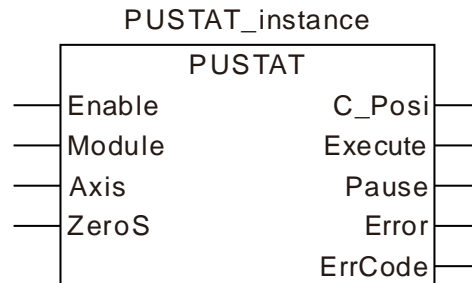 PUSTAT_instance
PUSTAT
Enable C_Posi
Module Execute
Axis Pause
ZeroS Error
ErrCode